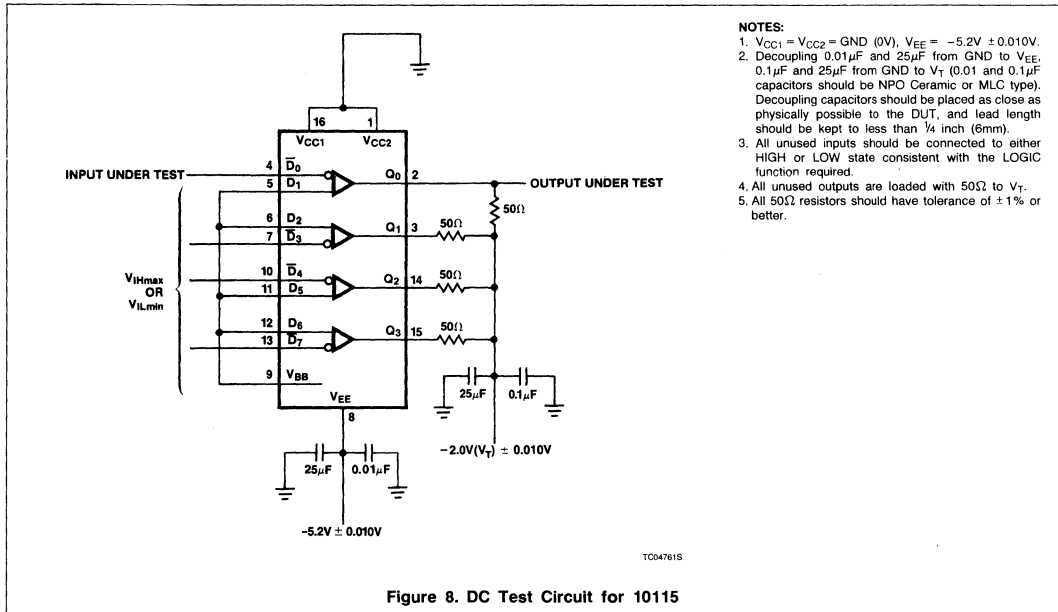 NOTES:
1. VCC1 = VCC2 = GND (0V), VEE = −5.2V ±0.010V.
2. Decoupling 0.01μF and 25μF from GND to VEE,
0.1μF and 25μF from GND to VT (0.01 and 0.1μF
capacitors should be NPO Ceramic or MLC type).
Decoupling capacitors should be placed as close as
physically possible to the DUT, and lead length
should be kept to less than ¼ inch (6mm).
3. All unused inputs should be connected to either
HIGH or LOW state consistent with the LOGIC
function required.
4. All unused outputs are loaded with 50Ω to VT.
5. All 50Ω resistors should have tolerance of ±1% or
better.
16 1
VCC1 VCC2
INPUT UNDER TEST 4 D̅0 Q0 2 OUTPUT UNDER TEST
5 D1
50Ω
6 D2 Q1 3 50Ω
7 D̅3
10 D̅4 Q2 14 50Ω
11 D5
VIHmax
OR
VILmin
12 D6 Q3 15 50Ω
13 D̅7
9 VBB
VEE
8
25μF 0.1μF
−2.0V(VT) ± 0.010V
25μF 0.01μF
−5.2V ± 0.010V
TC04761S
Figure 8. DC Test Circuit for 10115